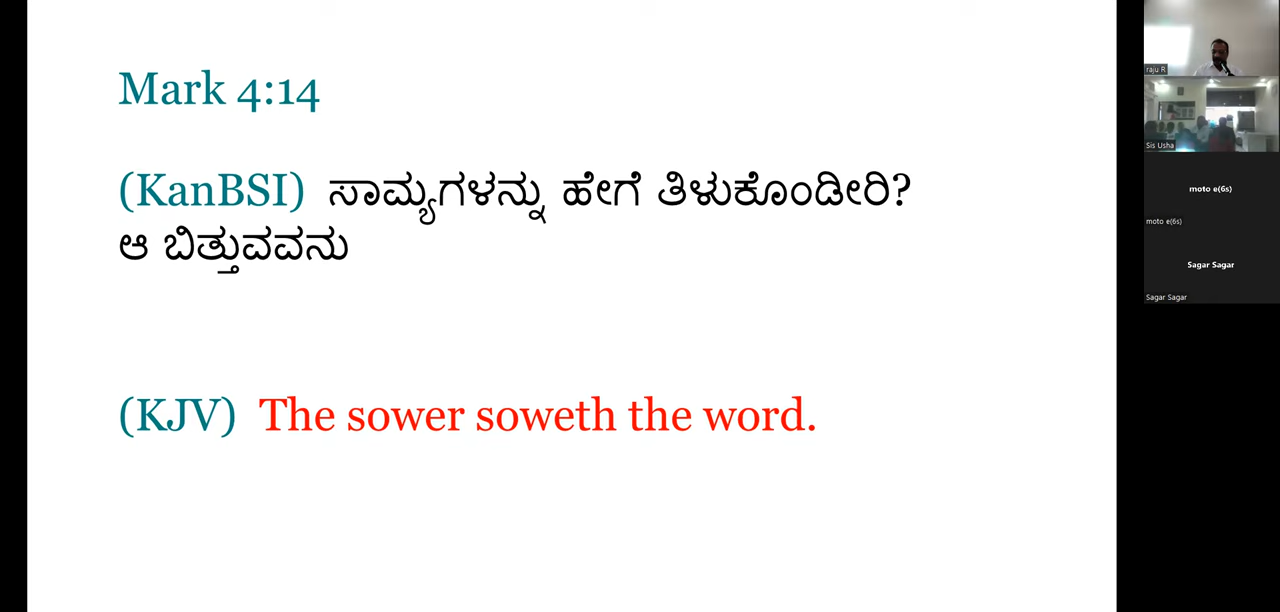 Mark 4:14
(KanBSI) ಸಾಮ್ಯಗಳನ್ನು ಹೇಗೆ ತಿಳುಕೊಂಡೀರಿ?
ಆ ಬಿತ್ತುವವನು
(KJV) The sower soweth the word.
raju R
Sis Usha
moto e(6s)
moto e(6s)
Sagar Sagar
Sagar Sagar